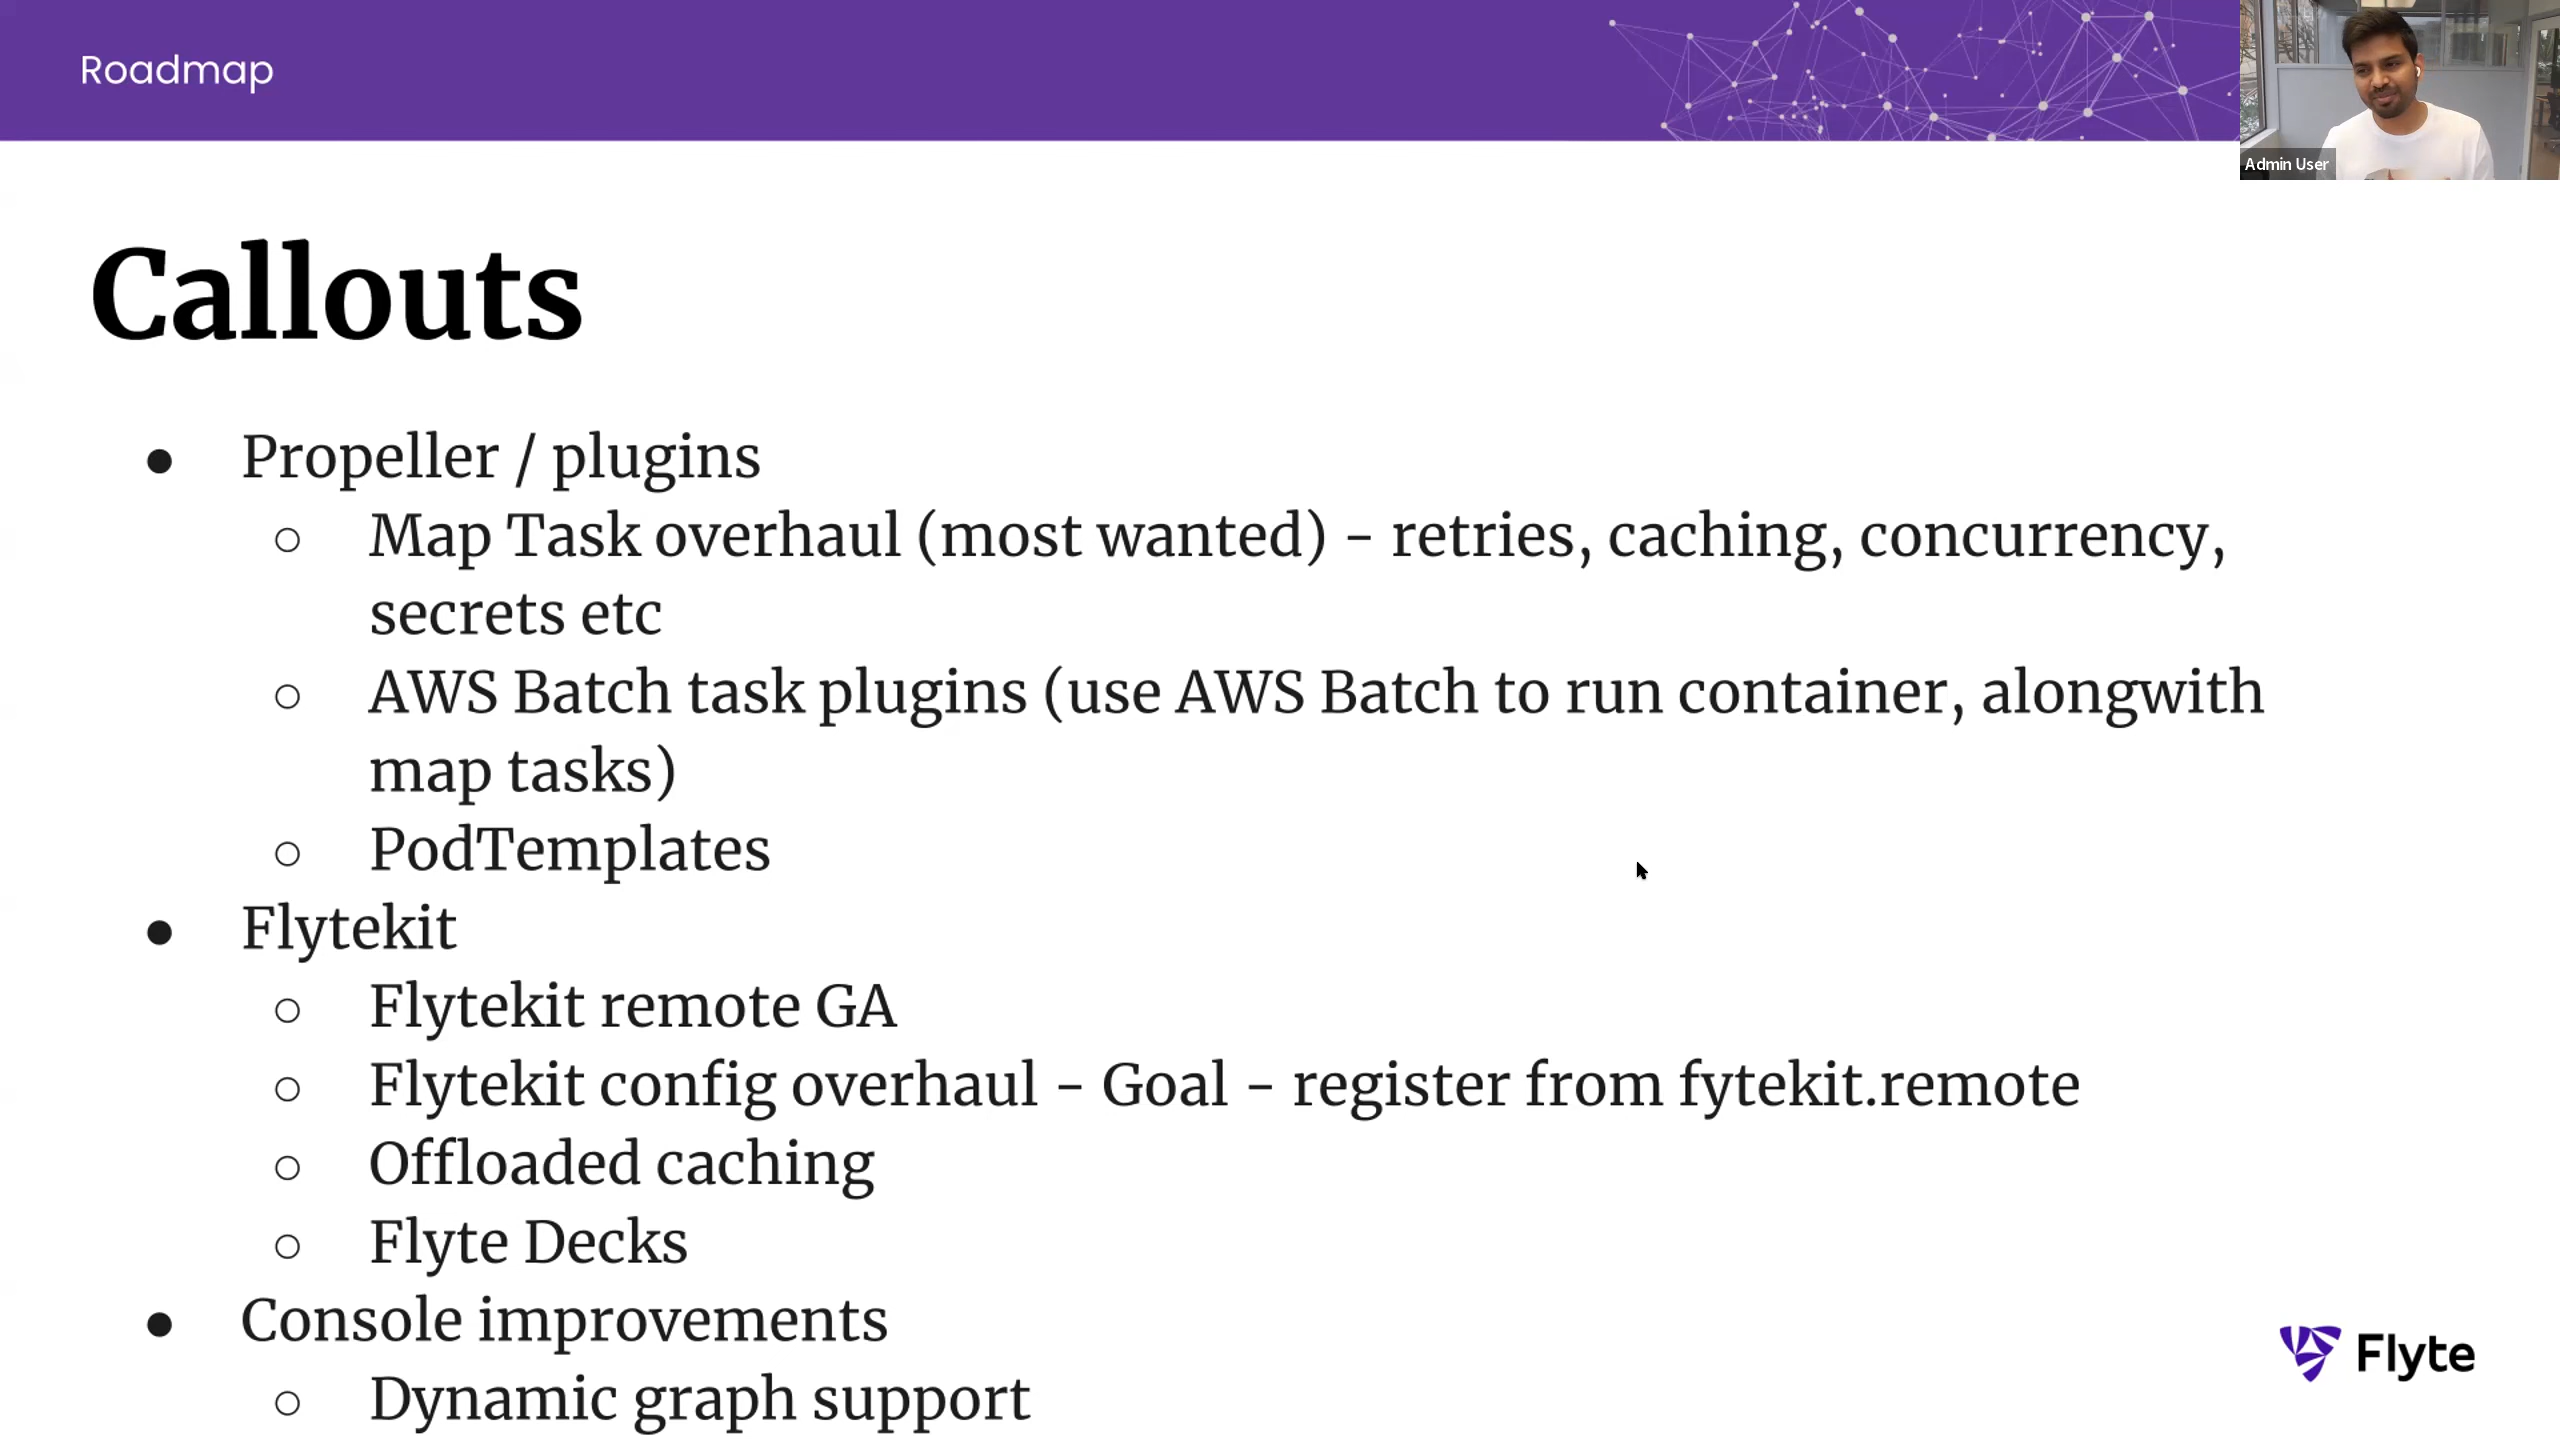 Roadmap
Admin User
Callouts
● Propeller / plugins
○ Map Task overhaul (most wanted) - retries, caching, concurrency,
secrets etc
○ AWS Batch task plugins (use AWS Batch to run container, alongwith
map tasks)
○ PodTemplates
● Flytekit
○ Flytekit remote GA
○ Flytekit config overhaul - Goal - register from fytekit.remote
○ Offloaded caching
○ Flyte Decks
● Console improvements
○ Dynamic graph support
Flyte